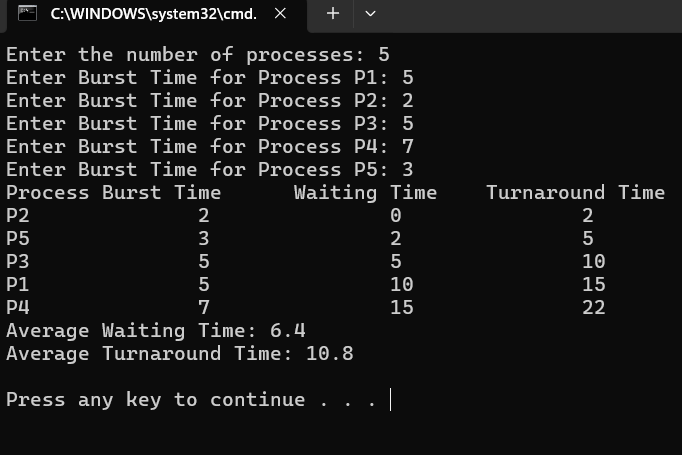 C:\WINDOWS\system32\cmd.
Enter the number of processes: 5
Enter Burst Time for Process P1: 5
Enter Burst Time for Process P2: 2
Enter Burst Time for Process P3: 5
Enter Burst Time for Process P4: 7
Enter Burst Time for Process P5: 3
Process Burst Time Waiting Time Turnaround Time
P2 2 0 2
P5 3 2 5
P3 5 5 10
P1 5 10 15
P4 7 15 22
Average Waiting Time: 6.4
Average Turnaround Time: 10.8
Press any key to continue . . .